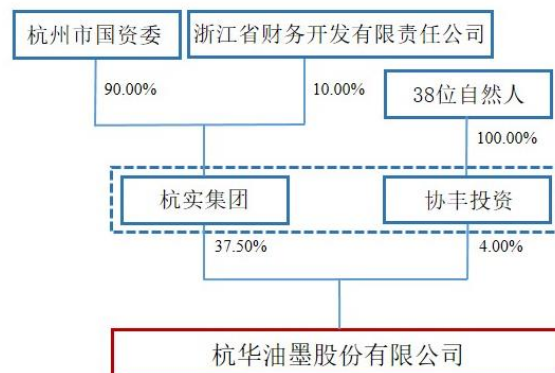 杭州市国资委
浙江省财务开发有限责任公司
90.00%
10.00%
38位自然人
100.00%
杭实集团
协丰投资
37.50%
4.00%
杭华油墨股份有限公司